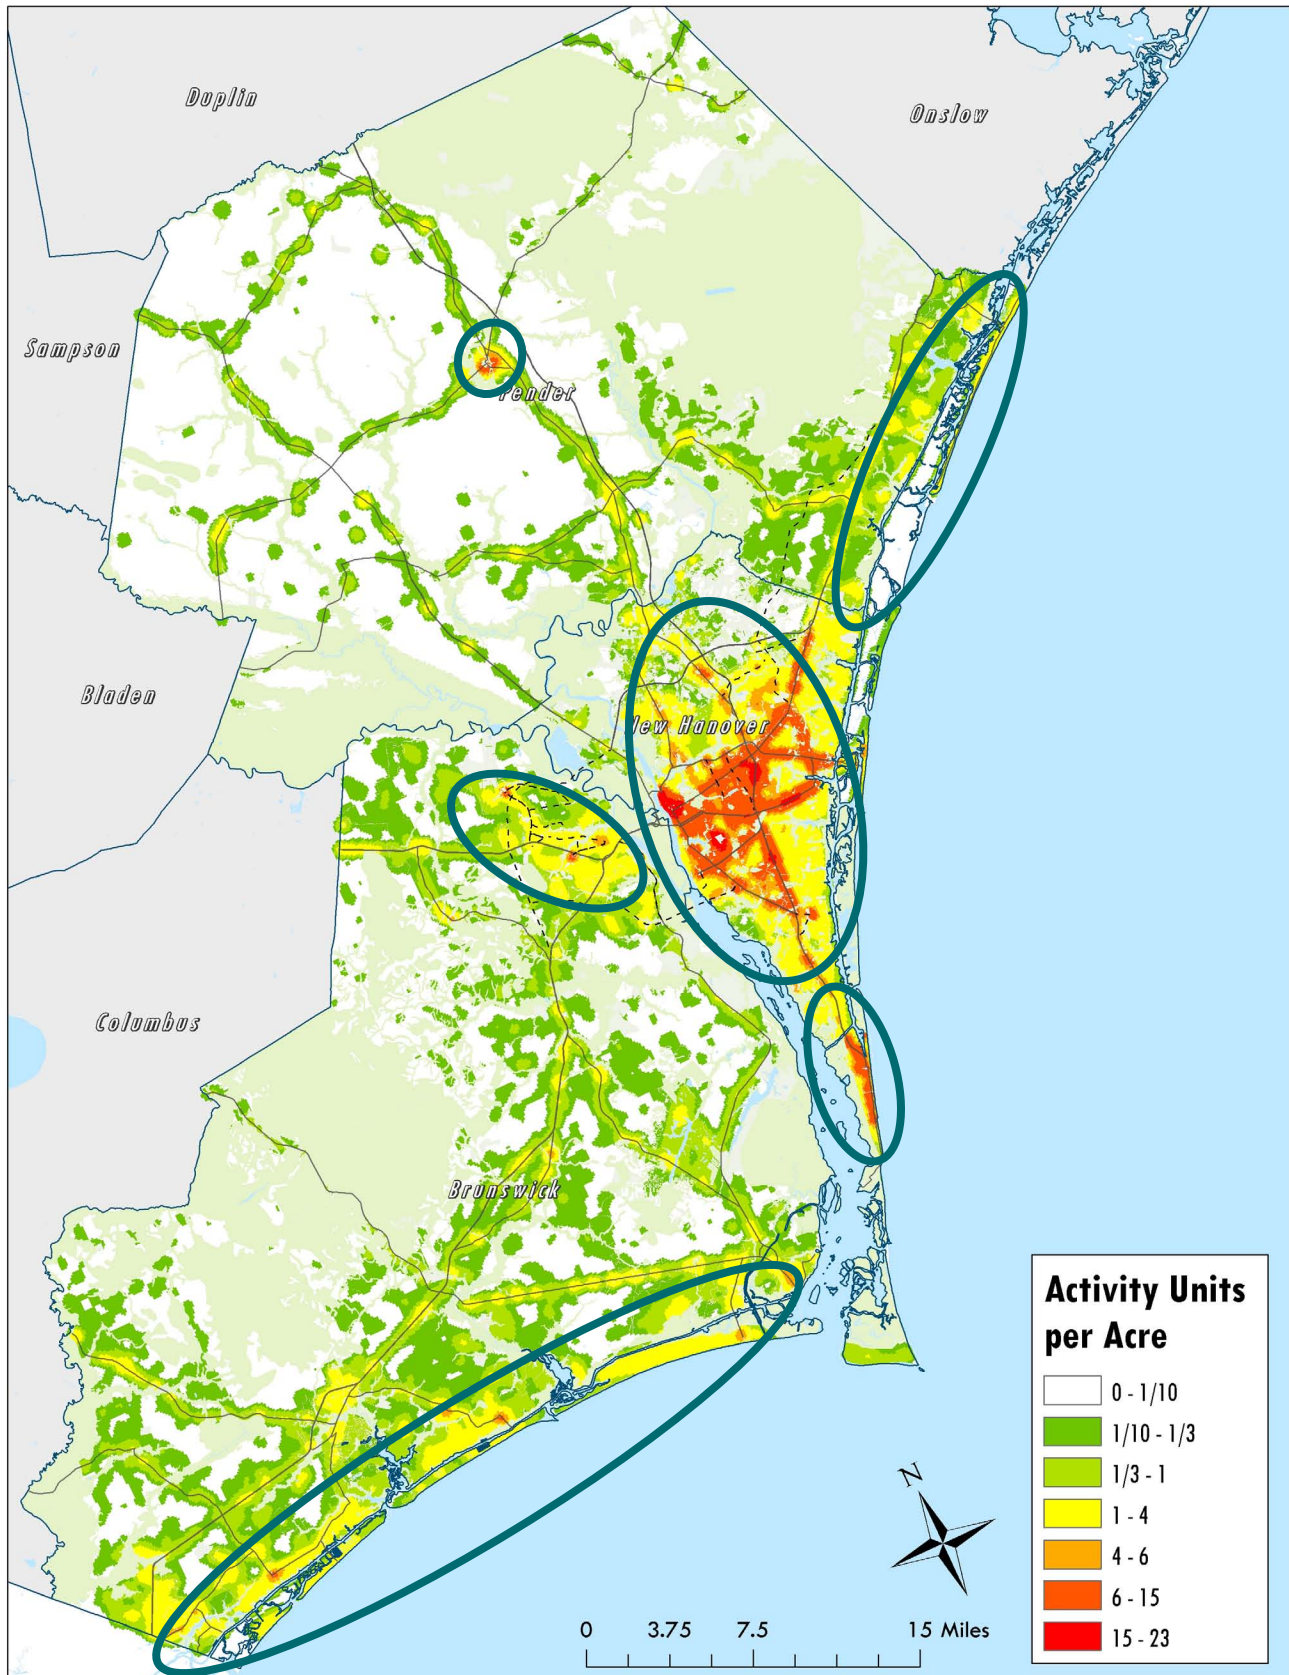 Duplin
Onslow
Sampson
Pender
Bladen
New Hanover
Columbus
Brunswick
Activity Units
per Acre
0 - 1/10
1/10 - 1/3
1/3 - 1
1 - 4
4 - 6
6 - 15
15 - 23
N
0 3.75 7.5 15 Miles